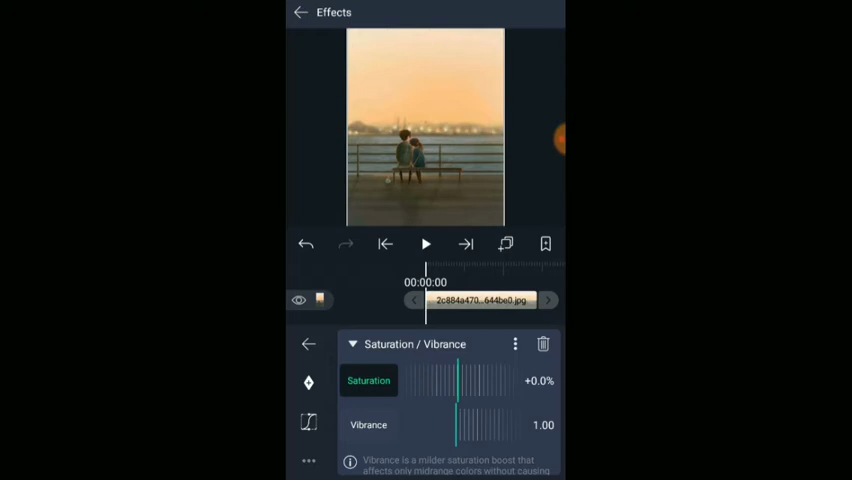 Effects
00:00:00
2c884a470...644be0.jpg
Saturation / Vibrance
Saturation
+0.0%
Vibrance
1.00
Vibrance is a milder saturation boost that
affects only midrange colors without causing